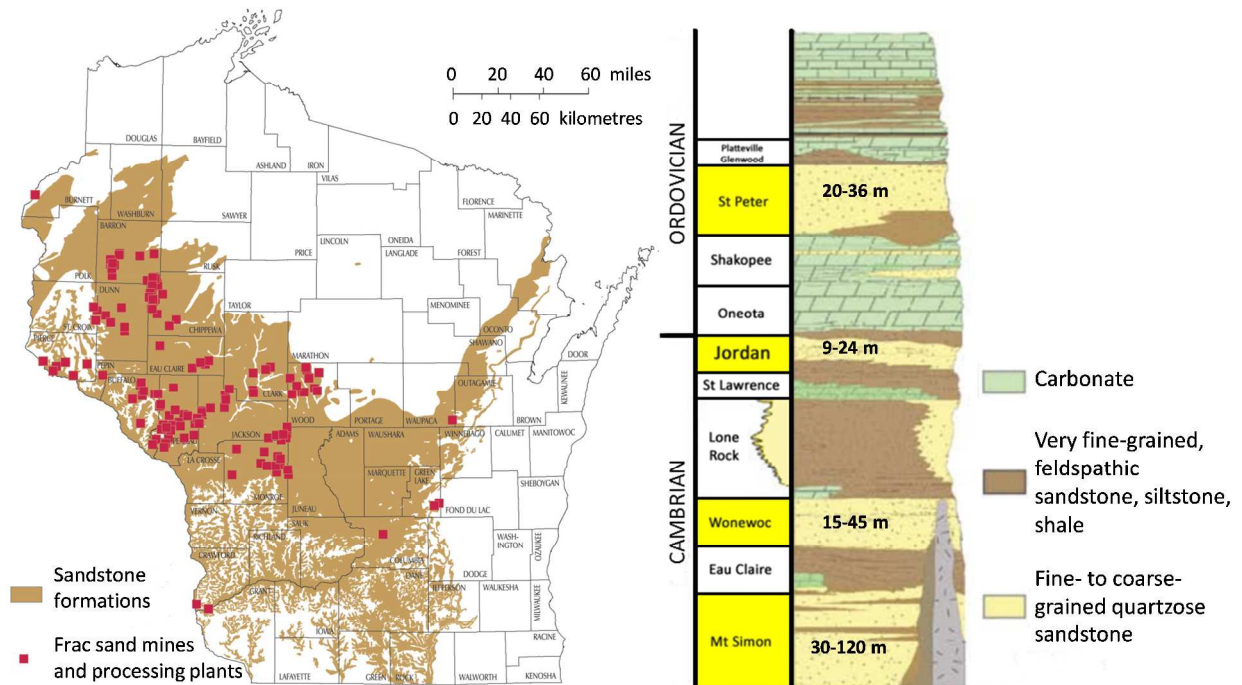 0 20 40 60 miles
0 20 40 60 kilometres
DOUGLAS
BAYFIELD
ASHLAND
IRON
VILAS
BURNETT
WASHBURN
SAWYER
FLORENCE
MARINETTE
BARRON
PRICE
LINCOLN
ONEIDA
LANGLADE
FOREST
POLK
RUSK
DUNN
TAYLOR
MENOMINEE
OCONTO
ST. CROIX
CHIPPEWA
SHAWANO
DOOR
PIERCE
PEPIN
EAU CLAIRE
MARATHON
KEWAUNEE
BUFFALO
CLARK
OUTAGAMIE
WOOD
PORTAGE
WAUPACA
BROWN
JACKSON
ADAMS
WAUSHARA
WINNEBAGO
CALUMET
MANITOWOC
LA CROSSE
MONROE
MARQUETTE
GREEN
LAKE
SHEBOYGAN
VERNON
JUNEAU
FOND DU LAC
SAUK
RICHLAND
WASH-
INGTON
OZAUKEE
CRAWFORD
COLUMBIA
DODGE
DANE
JEFFERSON
WAUKESHA
MILWAUKEE
GRANT
IOWA
RACINE
LAFAYETTE
GREEN
ROCK
WALWORTH
KENOSHA
Sandstone
formations
Frac sand mines
and processing plants
ORDOVICIAN
CAMBRIAN
Platteville
Glenwood
St Peter
20-36 m
Shakopee
Oneota
Jordan
9-24 m
St Lawrence
Lone
Rock
Wonewoc
15-45 m
Eau Claire
Mt Simon
30-120 m
Carbonate
Very fine-grained,
feldspathic
sandstone, siltstone,
shale
Fine- to coarse-
grained quartzose
sandstone